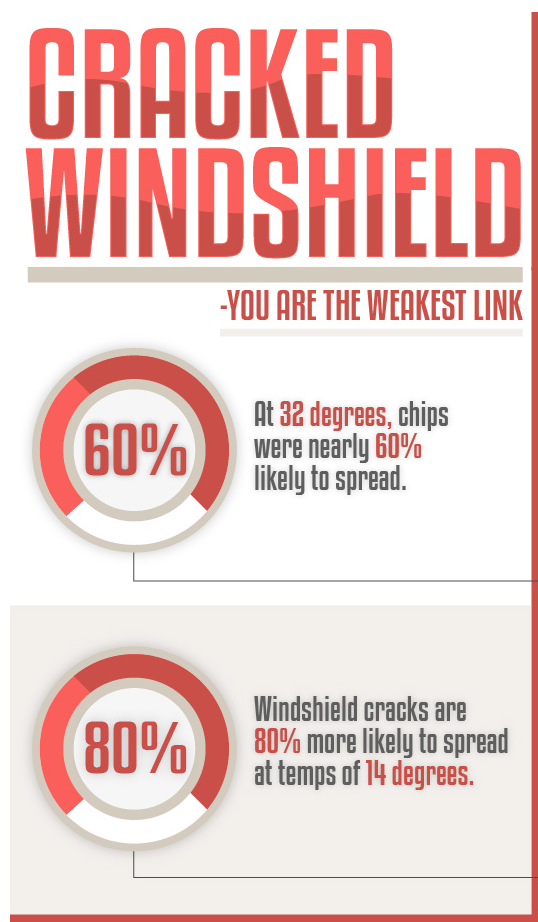 CRACKED
WINDSHIELD
-YOU ARE THE WEAKEST LINK
60%
At 32 degrees, chips
were nearly 60%
likely to spread.
80%
Windshield cracks are
80% more likely to spread
at temps of 14 degrees.